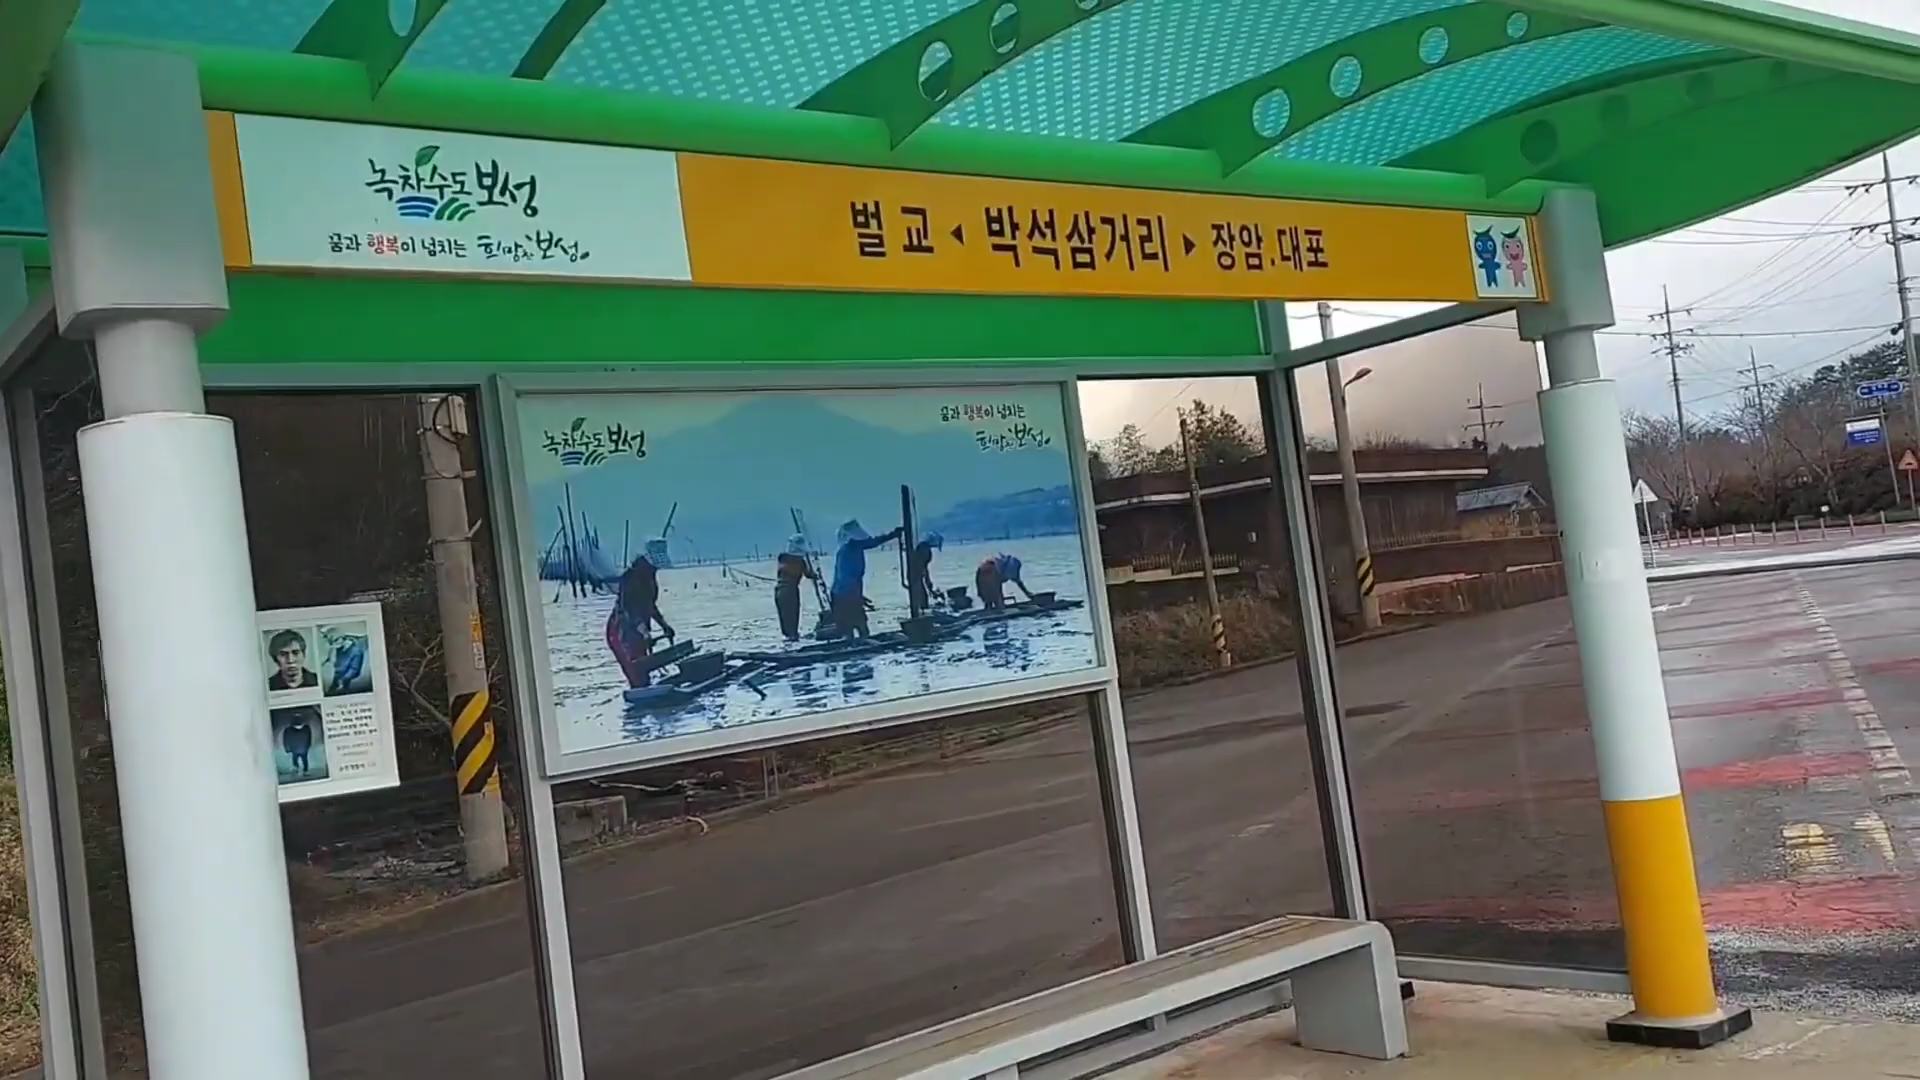 녹차수도 보성
꿈과 행복이 넘치는 희망찬 보성
벌교 ◀ 박석삼거리 ▶ 장암.대포
녹차수도 보성
꿈과 행복이 넘치는
희망찬 보성